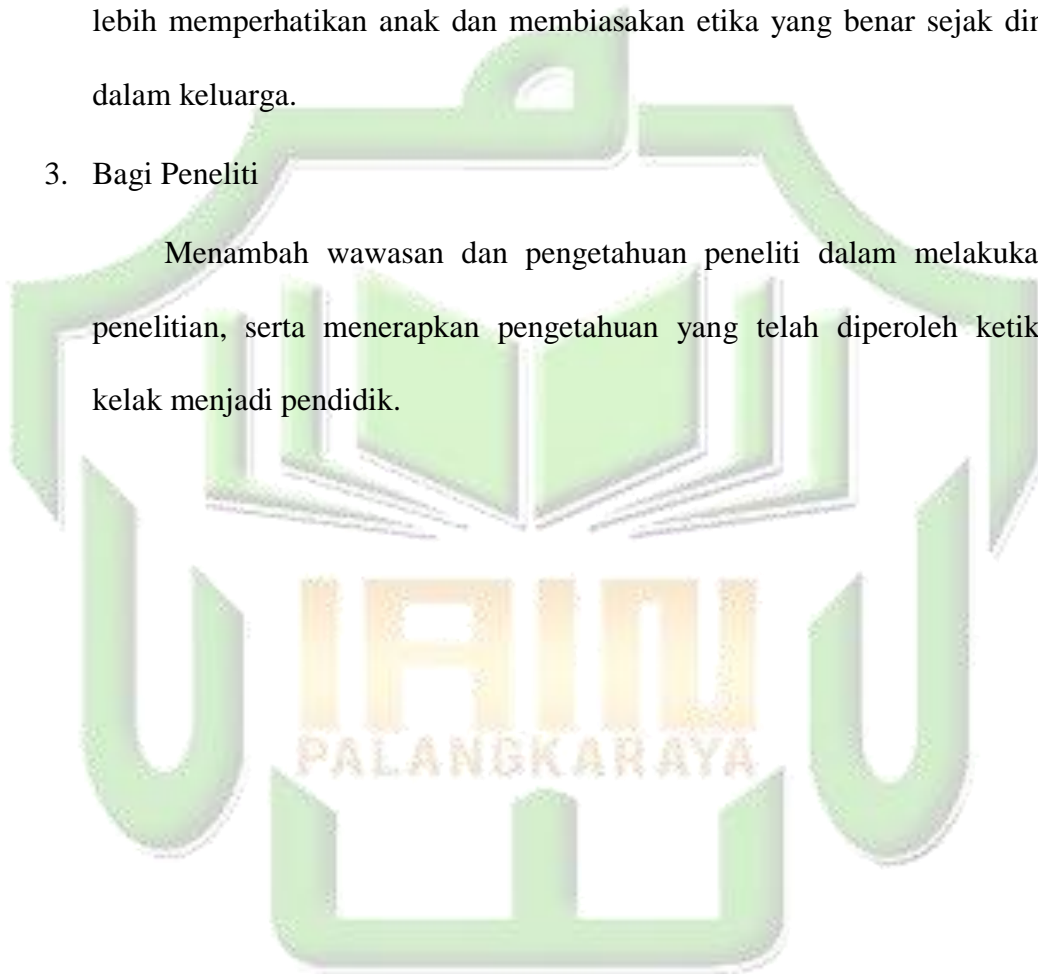 lebih memperhatikan anak dan membiasakan etika yang benar sejak
dalam keluarga.
3. Bagi Peneliti
Menambah wawasan dan pengetahuan peneliti dalam melakuka
penelitian, serta menerapkan pengetahuan yang telah diperoleh ketik
kelak menjadi pendidik.
IAIN
PALANGKARAYA